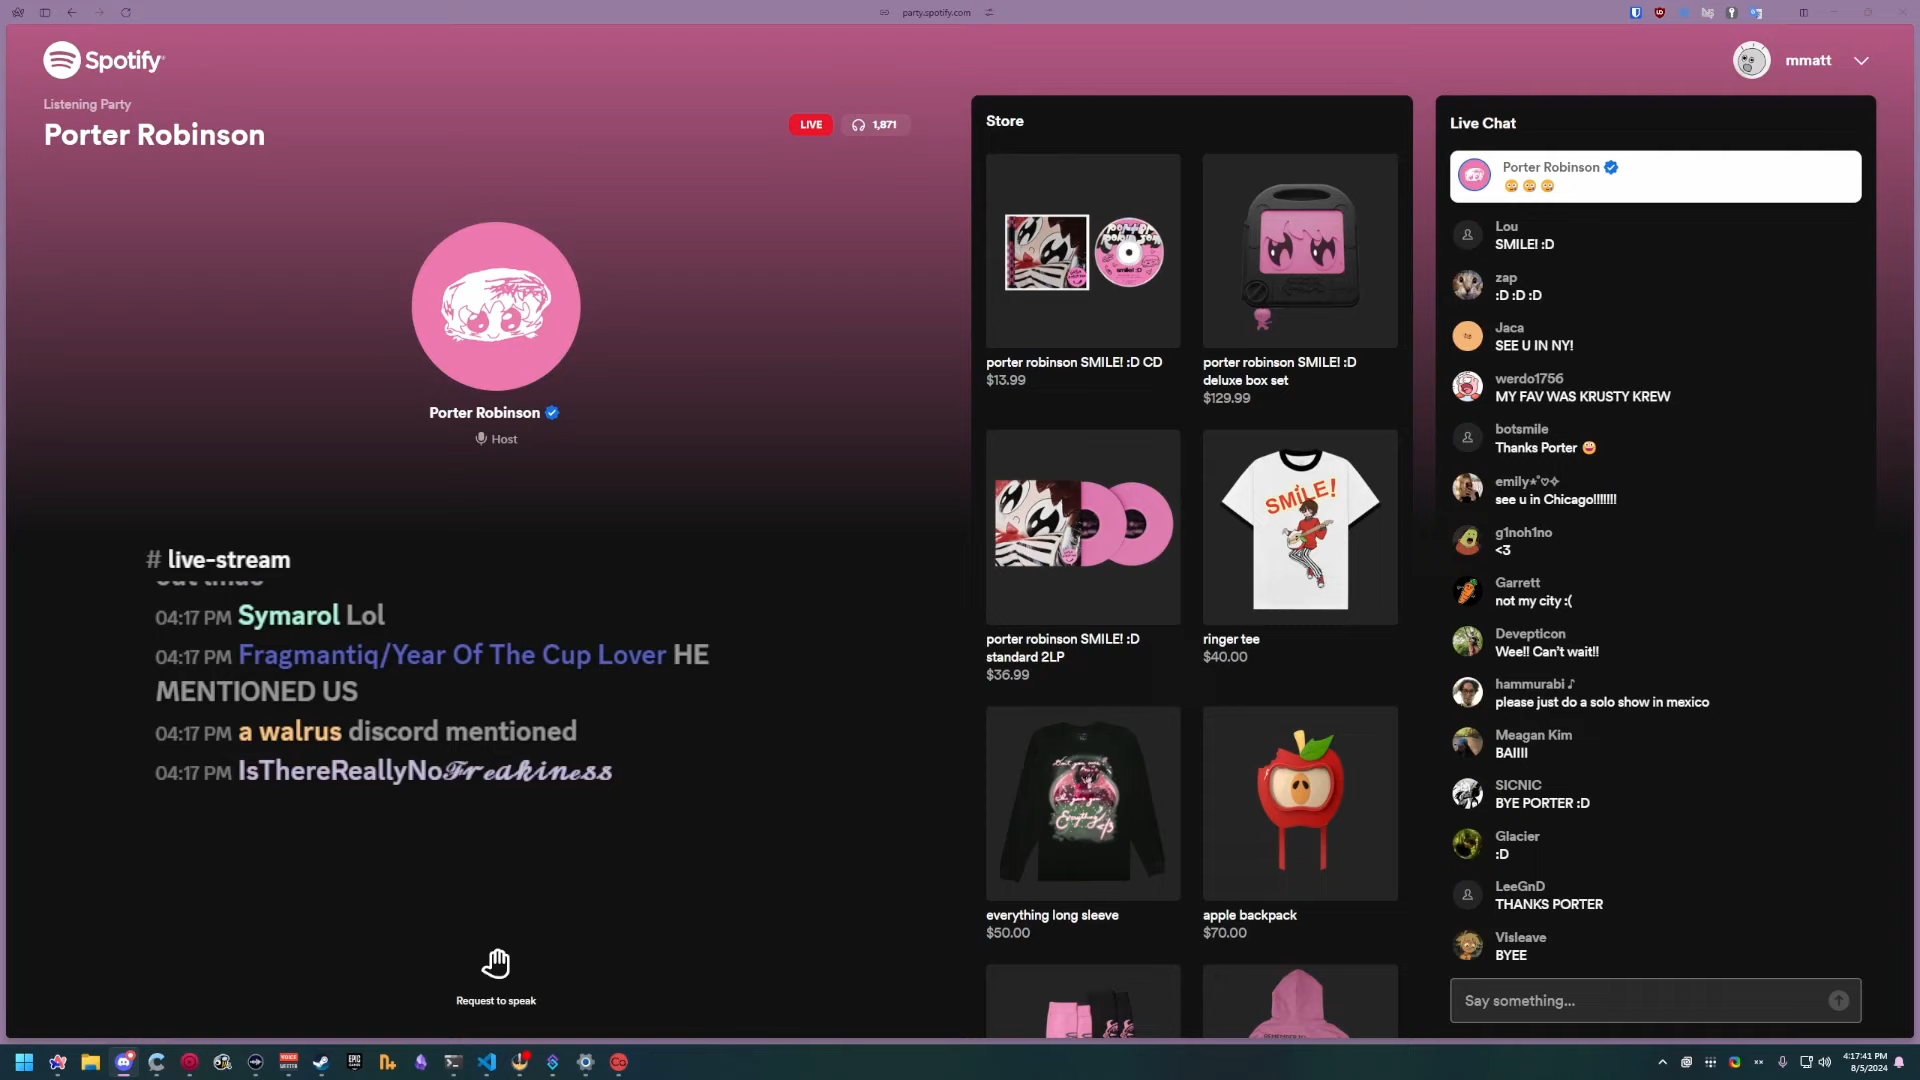 party.spotify.com
Spotify
mmatt
Listening Party
Porter Robinson
LIVE
1,871
Porter Robinson
Host
# live-stream
04:17 PM Symarol Lol
04:17 PM Fragmantiq/Year Of The Cup Lover HE
MENTIONED US
04:17 PM a walrus discord mentioned
04:17 PM IsThereReallyNo𝓕𝓻𝓮𝓪𝓴𝓲𝓷𝓮𝓼𝓼
Request to speak
Store
porter robinson SMILE! :D CD
$13.99
porter robinson SMILE! :D
deluxe box set
$129.99
porter robinson SMILE! :D
standard 2LP
$36.99
SMiLE!
ringer tee
$40.00
everything long sleeve
$50.00
apple backpack
$70.00
Live Chat
Porter Robinson
Lou
SMILE! :D
zap
:D :D :D
Jaca
SEE U IN NY!
werdo1756
MY FAV WAS KRUSTY KREW
botsmile
Thanks Porter
emily⋆˚♡✧
see u in Chicago!!!!!!!
g1noh1no
<3
Garrett
not my city :(
Devepticon
Wee!! Can't wait!!
hammurabi ♪
please just do a solo show in mexico
Meagan Kim
BAIIII
SICNIC
BYE PORTER :D
Glacier
:D
LeeGnD
THANKS PORTER
Visleave
BYEE
Say something...
4:17:41 PM
8/5/2024